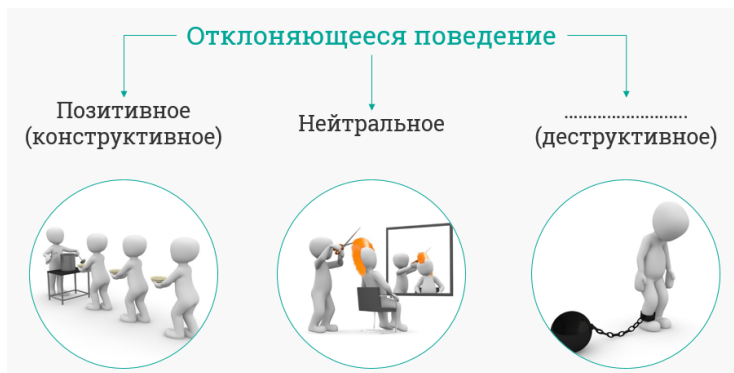 Отклоняющееся поведение
Позитивное
(конструктивное)
Нейтральное
............................
(деструктивное)